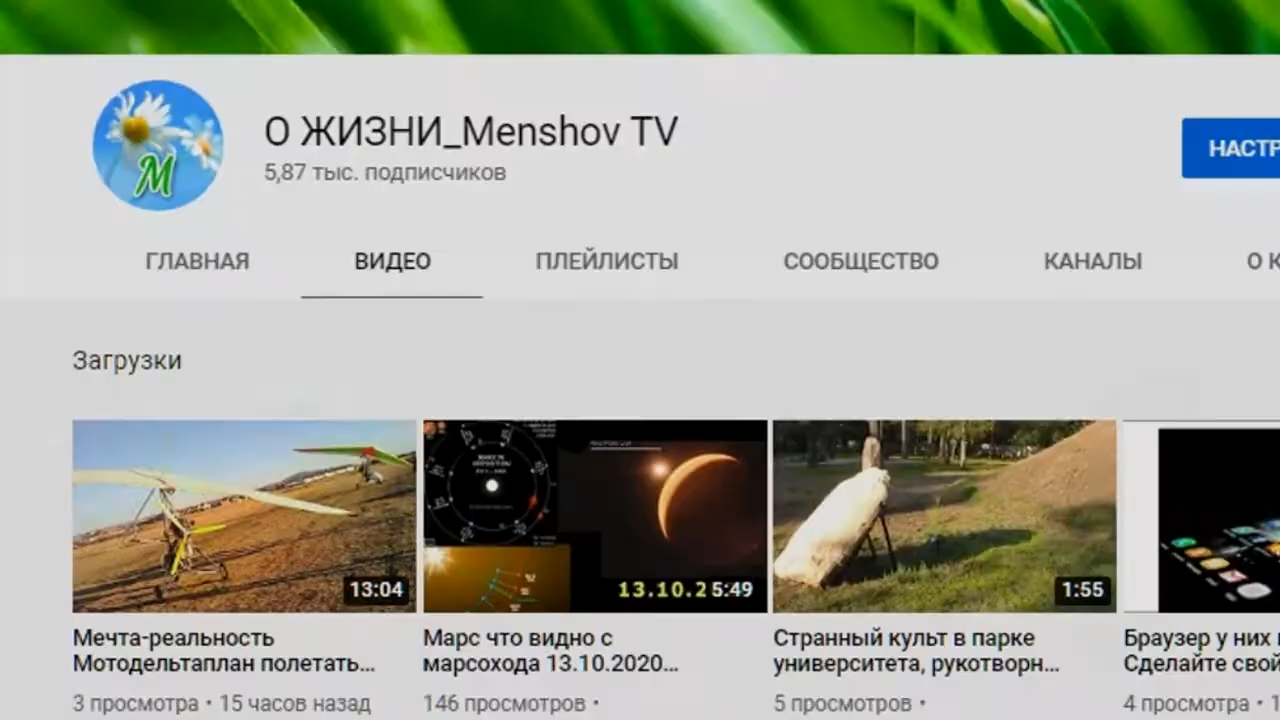 M
О ЖИЗНИ_Menshov TV
5,87 тыс. подписчиков
НАСТР
ГЛАВНАЯ
ВИДЕО
ПЛЕЙЛИСТЫ
СООБЩЕСТВО
КАНАЛЫ
О К
Загрузки
13:04
13.10.2
5:49
1:55
Мечта-реальность
Мотодельтаплан полетать...
3 просмотра • 15 часов назад
Марс что видно с
марсохода 13.10.2020...
146 просмотров •
Странный культ в парке
университета, рукотворн...
5 просмотров •
Браузер у них
Сделайте свой
4 просмотра • 1